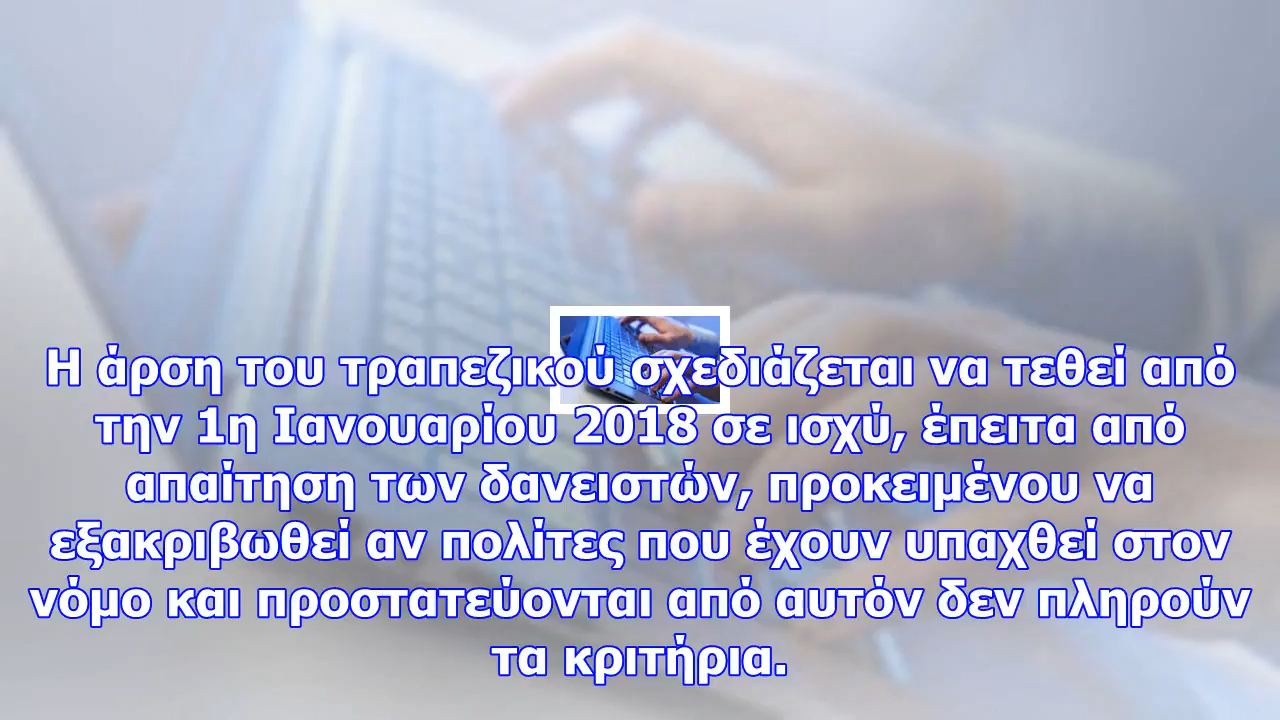 Η άρση του τραπεζικού σχεδιάζεται να τεθεί από
την 1η Ιανουαρίου 2018 σε ισχύ, έπειτα από
απαίτηση των δανειστών, προκειμένου να
εξακριβωθεί αν πολίτες που έχουν υπαχθεί στον
νόμο και προστατεύονται από αυτόν δεν πληρούν
τα κριτήρια.